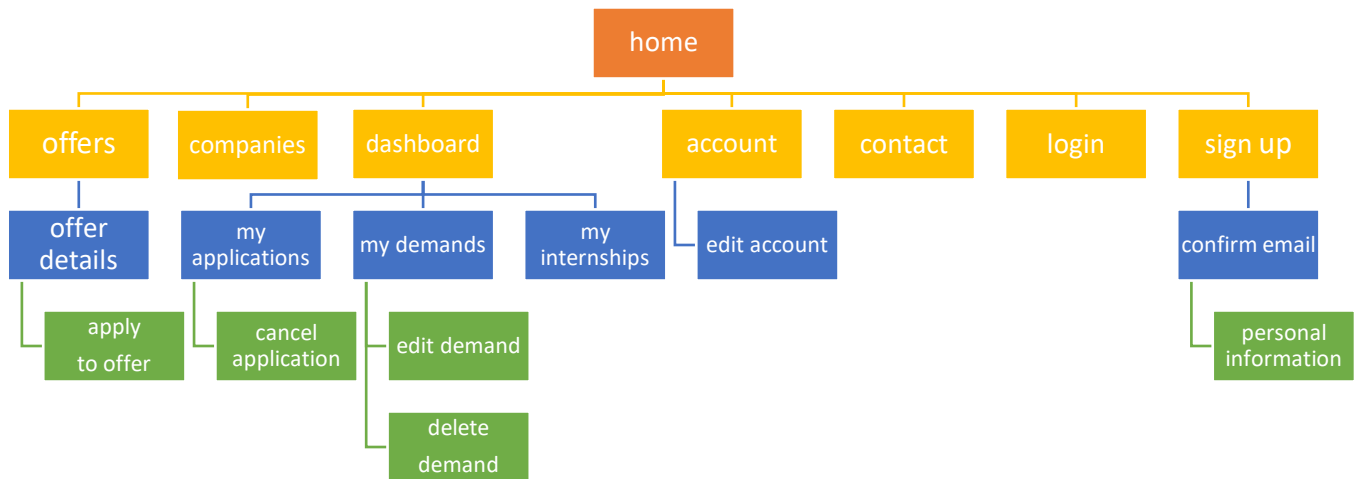 home
offers
companies
dashboard
account
contact
login
sign up
offer
details
my
applications
my demands
my
internships
edit account
confirm email
apply
to offer
cancel
application
edit demand
personal
information
delete
demand